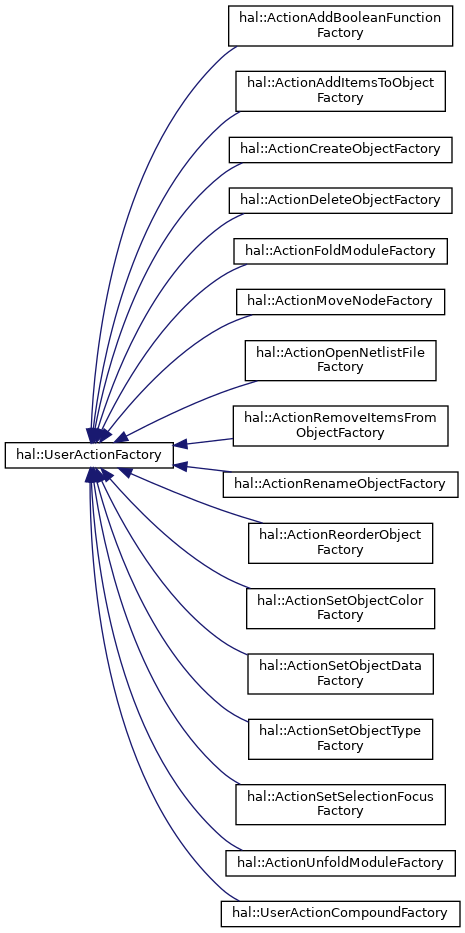 hal::ActionAddBooleanFunction
Factory
hal::ActionAddItemsToObject
Factory
hal::ActionCreateObjectFactory
hal::ActionDeleteObjectFactory
hal::ActionFoldModuleFactory
hal::ActionMoveNodeFactory
hal::ActionOpenNetlistFile
Factory
hal::ActionRemoveItemsFrom
ObjectFactory
hal::UserActionFactory
hal::ActionRenameObjectFactory
hal::ActionReorderObject
Factory
hal::ActionSetObjectColor
Factory
hal::ActionSetObjectData
Factory
hal::ActionSetObjectType
Factory
hal::ActionSetSelectionFocus
Factory
hal::ActionUnfoldModuleFactory
hal::UserActionCompoundFactory